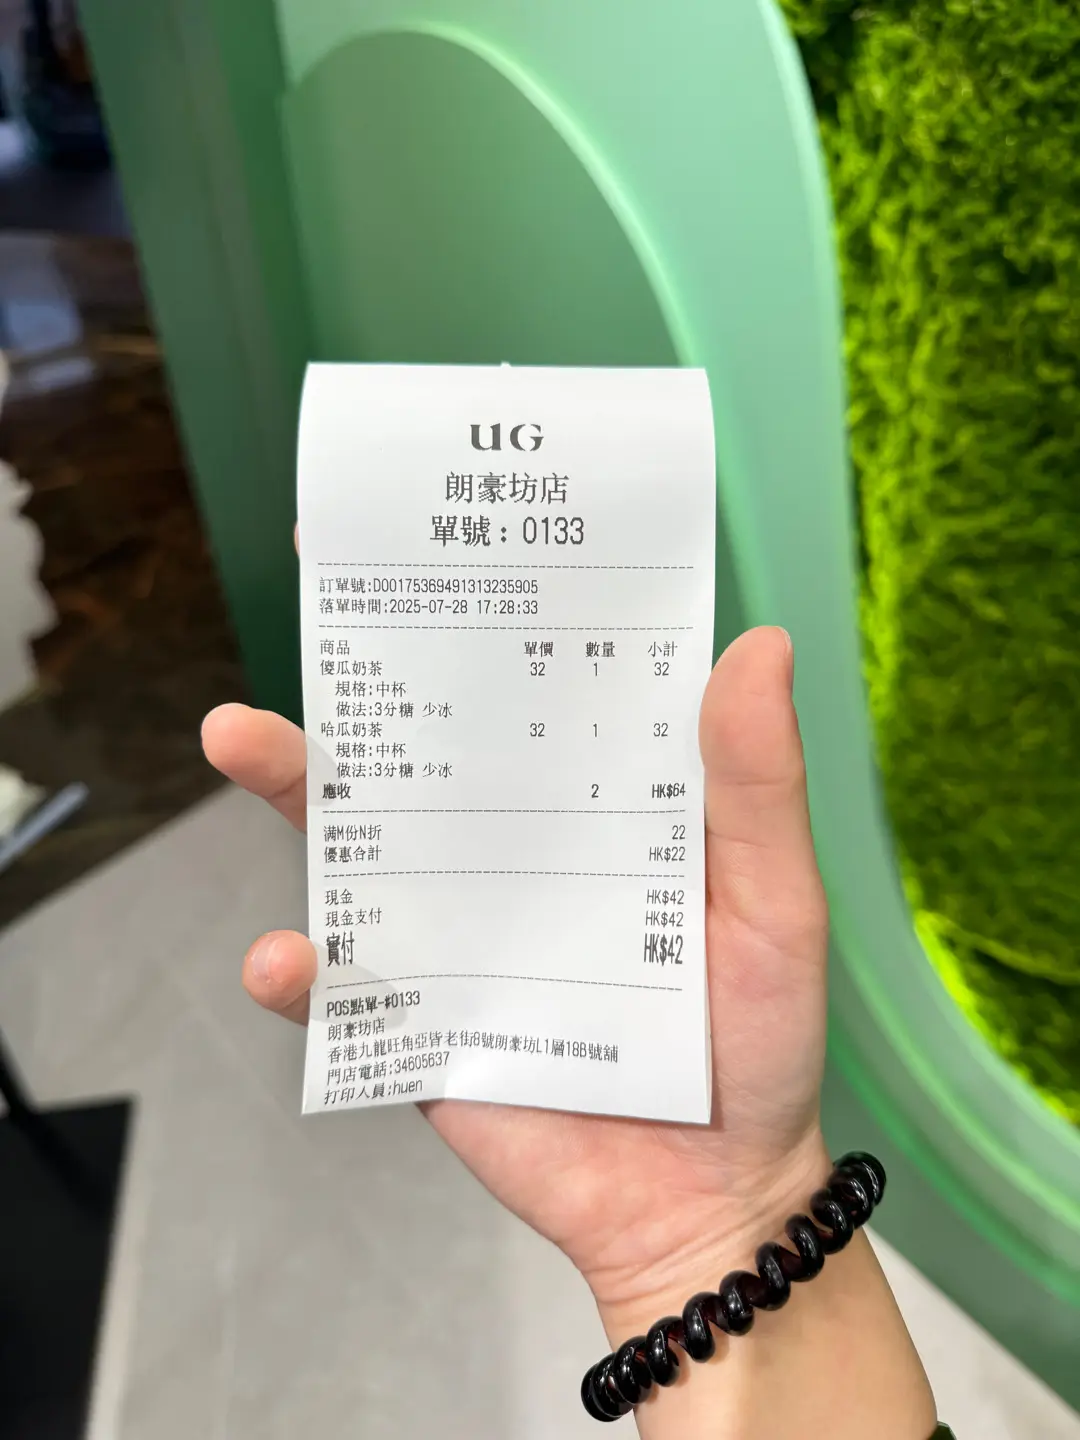 UG
朗豪坊店
單號：0133
訂單號:D00175369491313235905
落單時間:2025-07-28 17:28:33
商品 單價 數量 小計
傻瓜奶茶 32 1 32
規格:中杯
做法:3分糖 少冰
哈瓜奶茶 32 1 32
規格:中杯
做法:3分糖 少冰
應收 2 HK$64
满M份N折 22
優惠合計 HK$22
現金 HK$42
現金支付 HK$42
實付 HK$42
POS點單-#0133
朗豪坊店
香港九龍旺角亞皆老街8號朗豪坊L1層18B號舖
門店電話:34605637
打印人員:huen